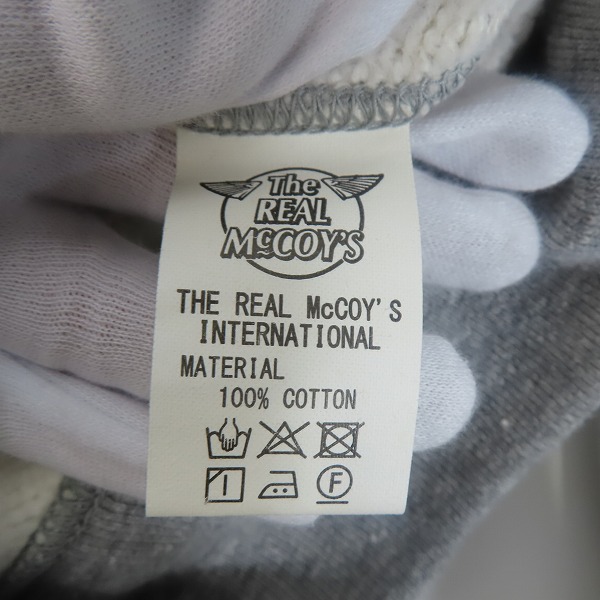 The
REAL
McCOY'S
THE REAL McCOY'S
INTERNATIONAL
MATERIAL
100% COTTON
F